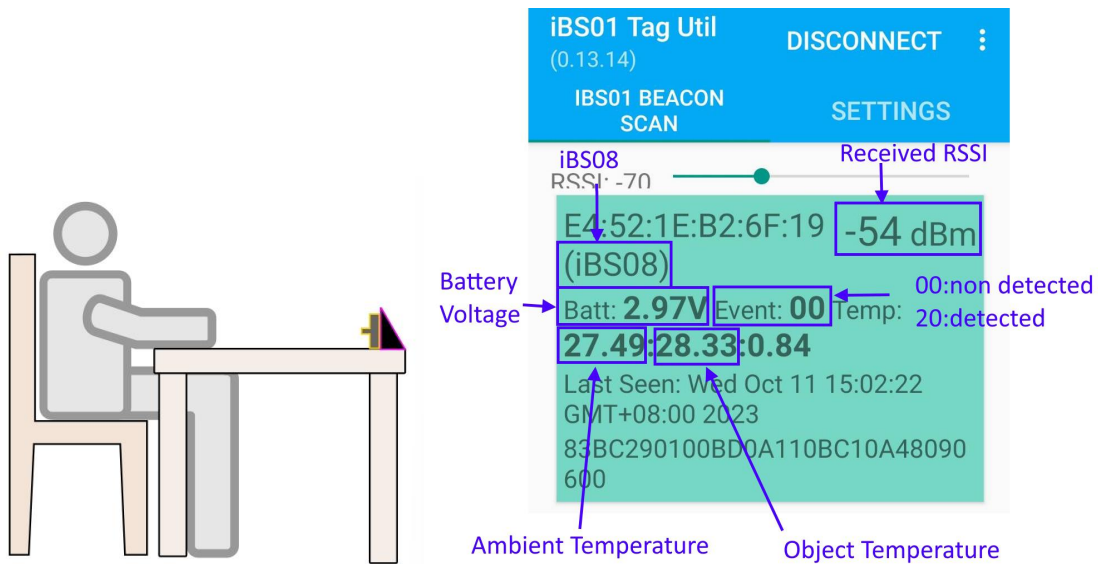 iBS01 Tag Util
DISCONNECT
(0.13.14)
IBS01 BEACON
SCAN
SETTINGS
iBS08
Received RSSI
RSSI: -70
E4:52:1E:B2:6F:19
-54 dBm
(iBS08)
Battery
Voltage
Batt: 2.97V Event: 00 Temp:
00:non detected
20:detected
27.49:28.33:0.84
Last Seen: Wed Oct 11 15:02:22
GMT+08:00 2023
83BC290100BD0A110BC10A48090
600
Ambient Temperature
Object Temperature